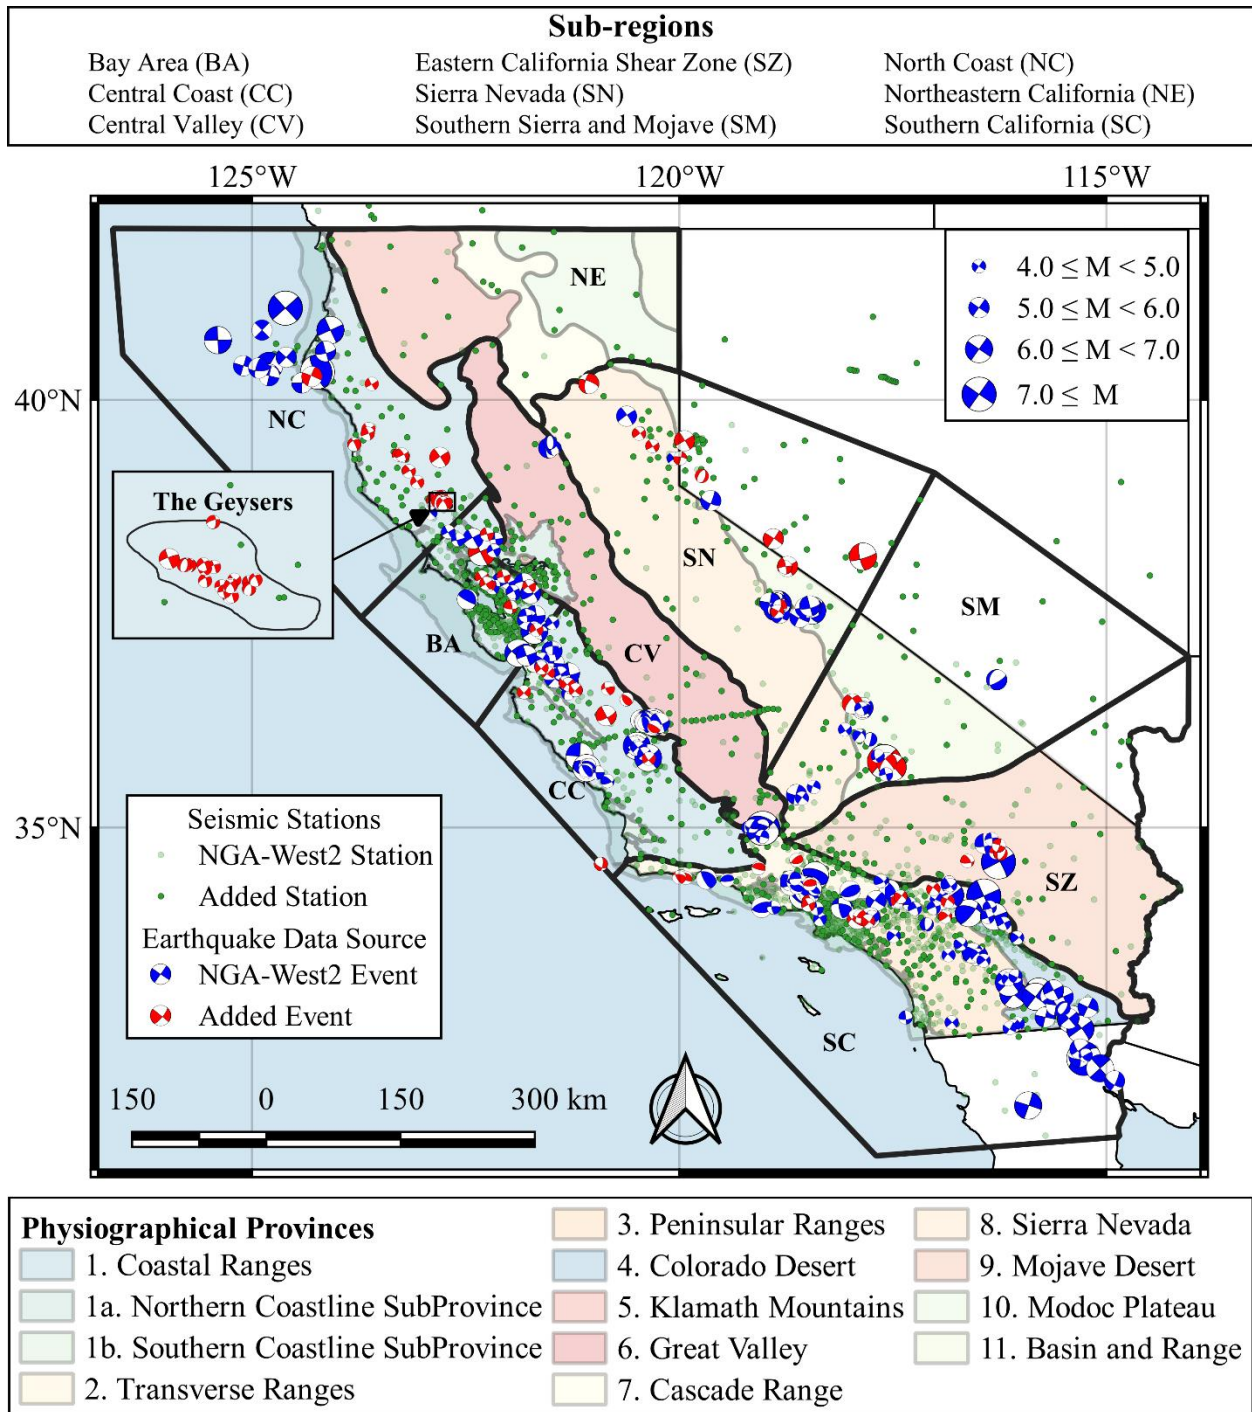 Sub-regions
Bay Area (BA) Eastern California Shear Zone (SZ) North Coast (NC)
Central Coast (CC) Sierra Nevada (SN) Northeastern California (NE)
Central Valley (CV) Southern Sierra and Mojave (SM) Southern California (SC)
125°W 120°W 115°W
NE
4.0 ≤ M < 5.0
5.0 ≤ M < 6.0
6.0 ≤ M < 7.0
7.0 ≤ M
40°N
NC
The Geysers
SN
SM
BA
CV
CC
35°N
Seismic Stations
NGA-West2 Station
Added Station
Earthquake Data Source
NGA-West2 Event
Added Event
SZ
SC
150 0 150 300 km
Physiographical Provinces
1. Coastal Ranges
1a. Northern Coastline SubProvince
1b. Southern Coastline SubProvince
2. Transverse Ranges
3. Peninsular Ranges
4. Colorado Desert
5. Klamath Mountains
6. Great Valley
7. Cascade Range
8. Sierra Nevada
9. Mojave Desert
10. Modoc Plateau
11. Basin and Range